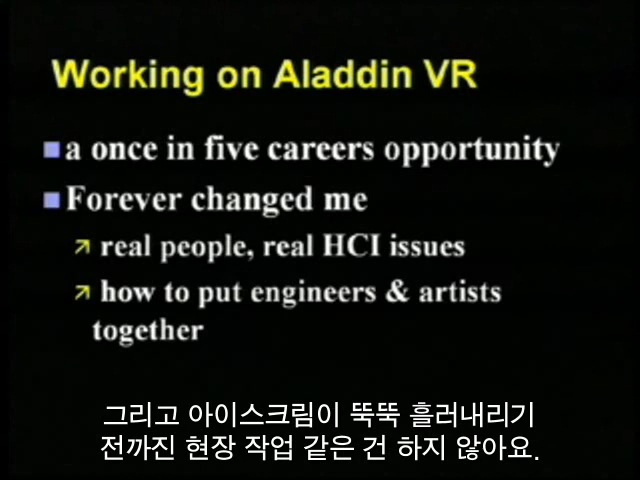 Working on Aladdin VR
a once in five careers opportunity
Forever changed me
real people, real HCI issues
how to put engineers & artists
together
그리고 아이스크림이 뚝뚝 흘러내리기
전까진 현장 작업 같은 건 하지 않아요.